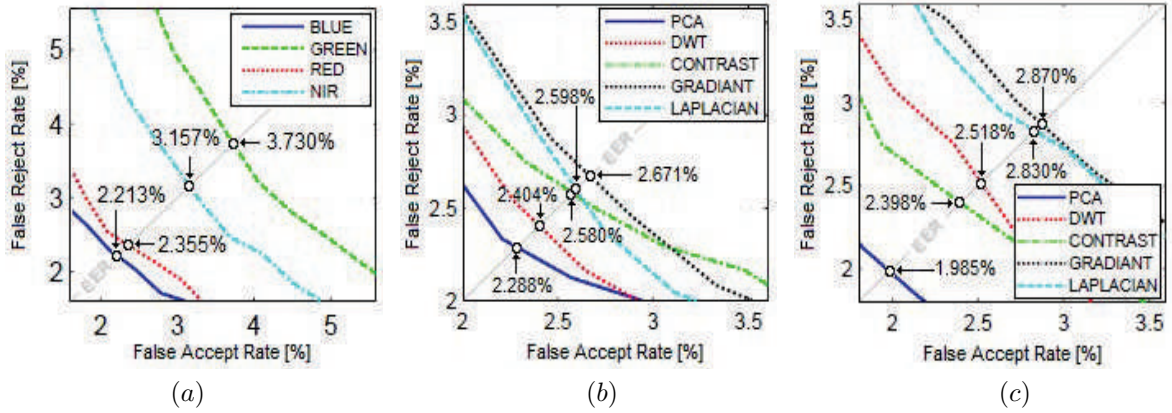 False Reject Rate [%]
5
4
3
2
2
3
4
5
False Accept Rate [%]
BLUE
GREEN
RED
NIR
3.157%
3.730%
2.213%
2.355%
EER
(a)
False Reject Rate [%]
3.5
3
2.5
2
2
2.5
3
3.5
False Accept Rate [%]
PCA
DWT
CONTRAST
GRADIANT
LAPLACIAN
2.598%
EER
2.671%
2.404%
2.580%
2.288%
(b)
False Reject Rate [%]
3.5
3
2.5
2
2
2.5
3
3.5
False Accept Rate [%]
2.870%
2.518%
2.830%
2.398%
1.985%
EER
PCA
DWT
CONTRAST
GRADIANT
LAPLACIAN
(c)